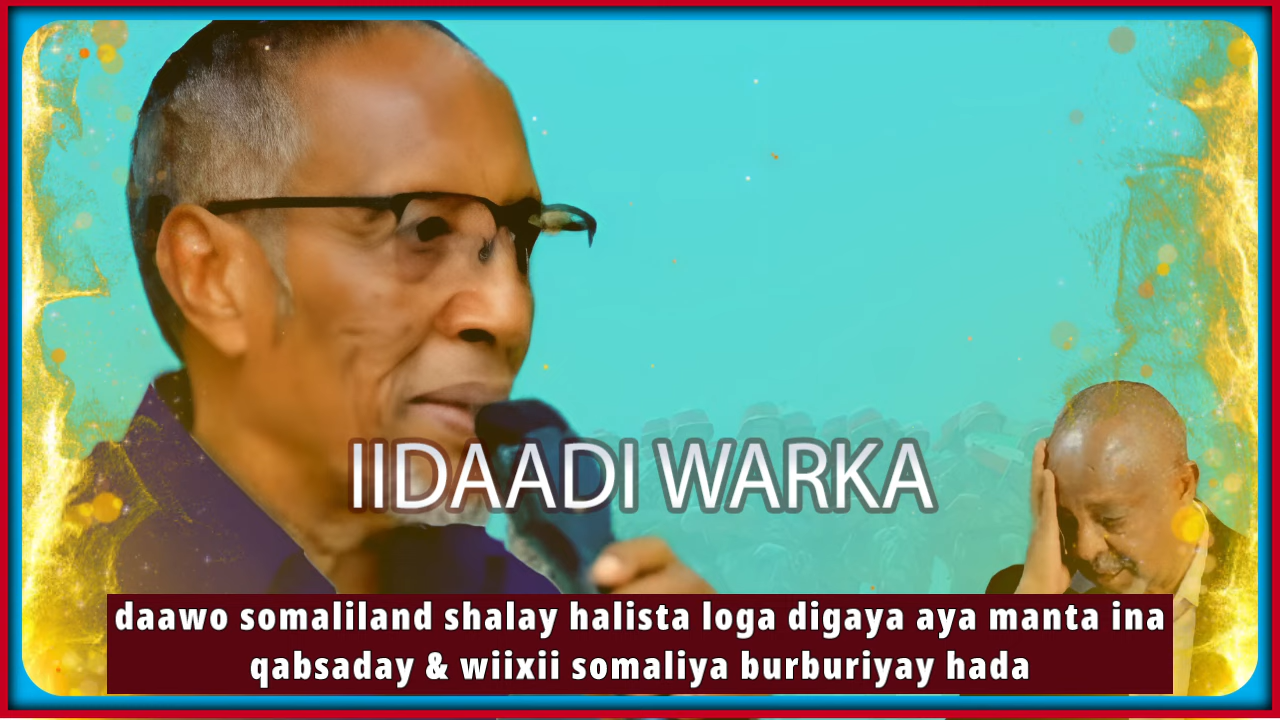 IIDAADI WARKA
daawo somaliland shalay halista loga digaya aya manta ina
qabsaday & wiixii somaliya burburiyay hada